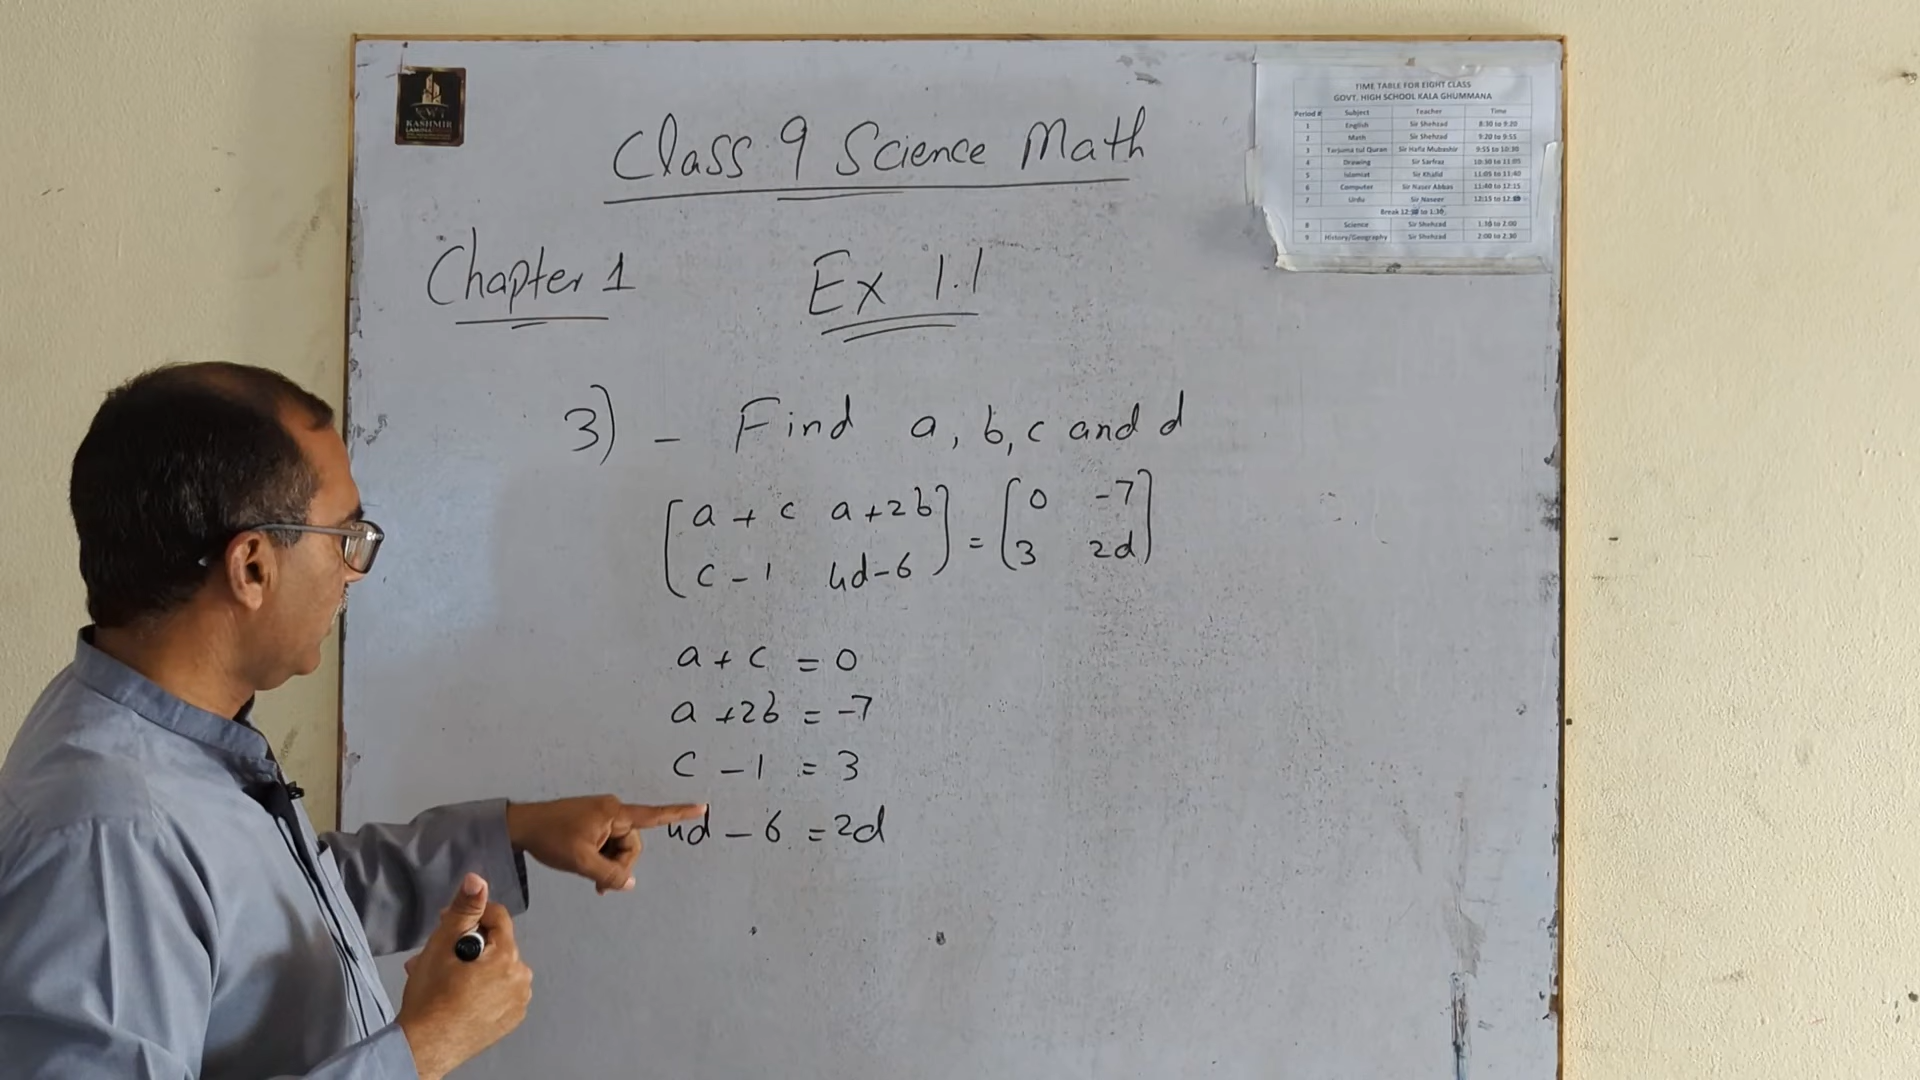 KASHMIR
TIME TABLE FOR EIGHT CLASS
GOVT. HIGH SCHOOL KALA GHUMMANA
Period # Subject Teacher Time
1 English Sir Shehzad 8:30 to 9:20
2 Math Sir Shehzad 9:20 to 9:55
3 Tarjuma tul Quran Sir Hafiz Mubashir 9:55 to 10:30
4 Drawing Sir Sarfraz 10:30 to 11:05
5 Islamiat Sir Khalid 11:05 to 11:40
6 Computer Sir Naser Abbas 11:40 to 12:15
7 Urdu Sir Naseer 12:15 to
Break to 1:30
8 Science Sir Shehzad 1:30 to 2:00
9 History/Geography Sir Shehzad 2:00 to 2:30
Class 9 Science Math
Chapter 1 Ex 1.1
3) - Find a, b, c and d
[a + c a+2b] = [0 -7]
[c - 1 4d-6] [3 2d]
a + c = 0
a +2b = -7
c - 1 = 3
4d - 6 = 2d